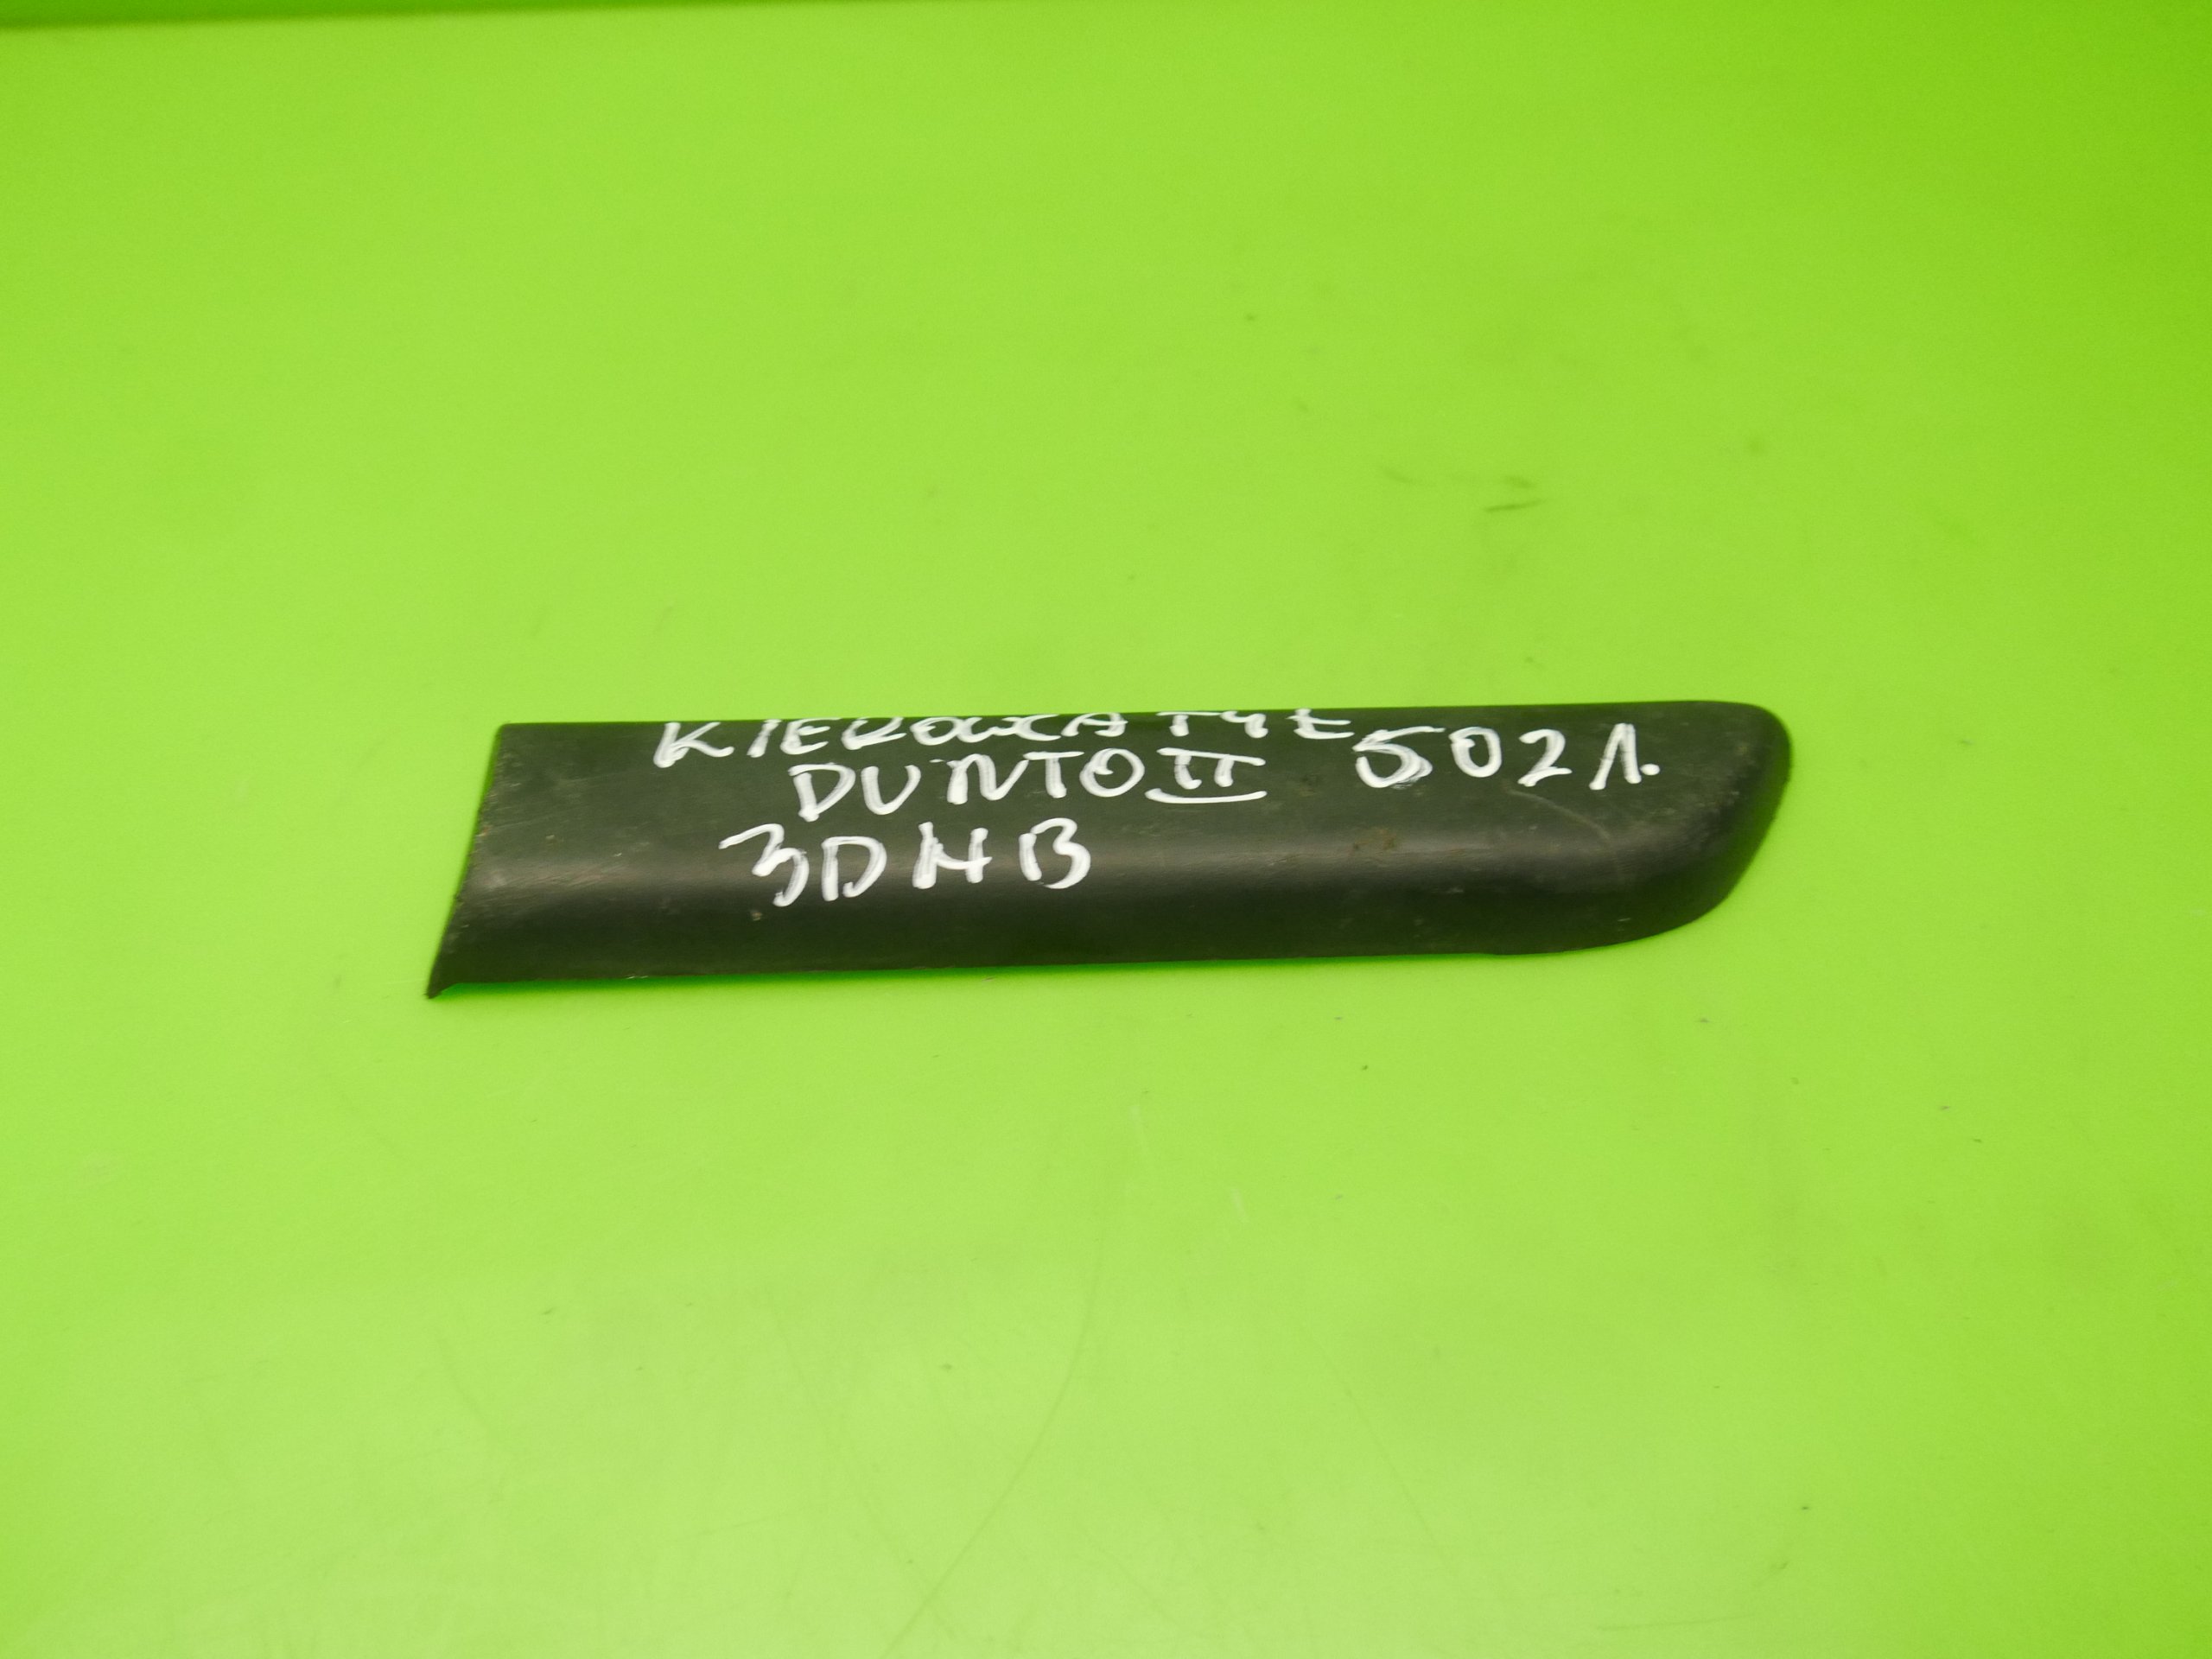 KIEROWCA TYŁ
PUNTO II 5021.
3D HB